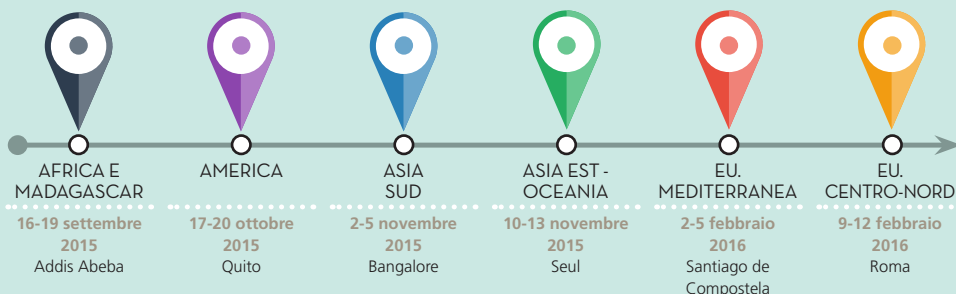 AFRICA E
MADAGASCAR
16-19 settembre
2015
Addis Abeba
AMERICA
17-20 ottobre
2015
Quito
ASIA
SUD
2-5 novembre
2015
Bangalore
ASIA EST -
OCEANIA
10-13 novembre
2015
Seul
EU.
MEDITERRANEA
2-5 febbraio
2016
Santiago de
Compostela
EU.
CENTRO-NORD
9-12 febbraio
2016
Roma